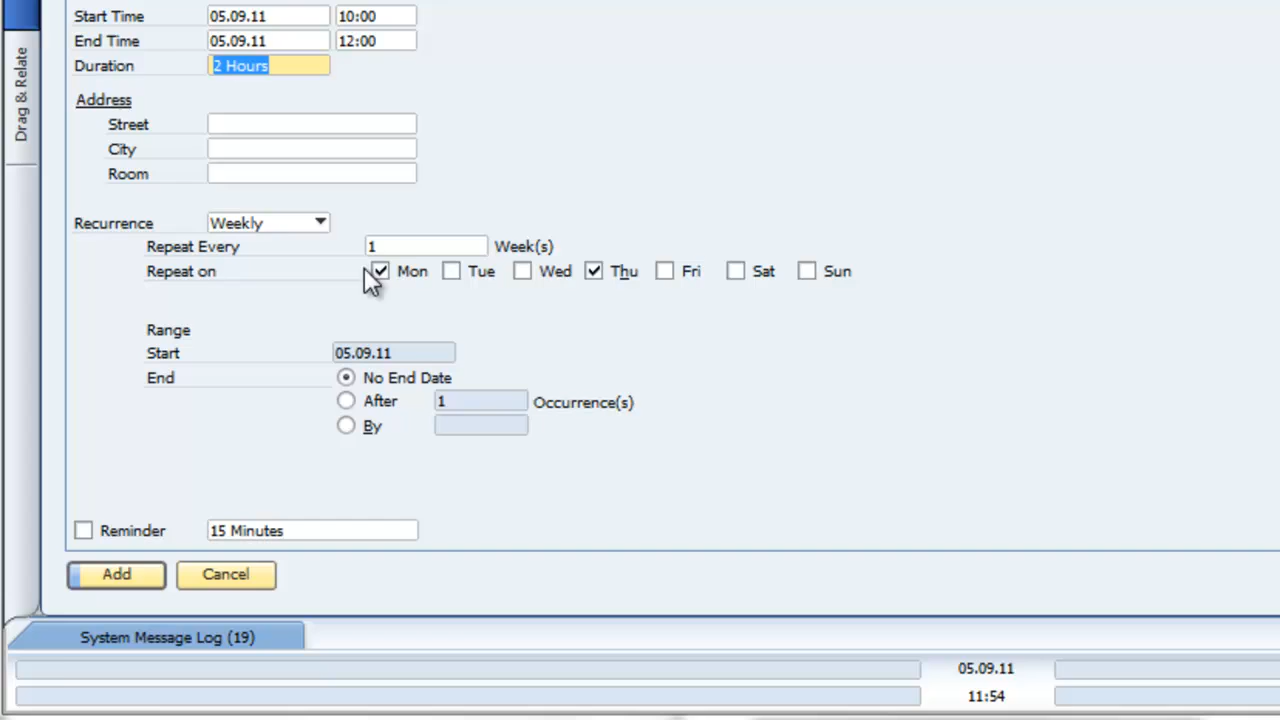 Start Time 05.09.11 10:00
End Time 05.09.11 12:00
Duration 2 Hours
Drag & Relate
Address
Street
City
Room
Recurrence Weekly
Repeat Every 1 Week(s)
Repeat on Mon Tue Wed Thu Fri Sat Sun
Range
Start 05.09.11
End No End Date
After 1 Occurrence(s)
By
Reminder 15 Minutes
Add Cancel
System Message Log (19)
05.09.11
11:54